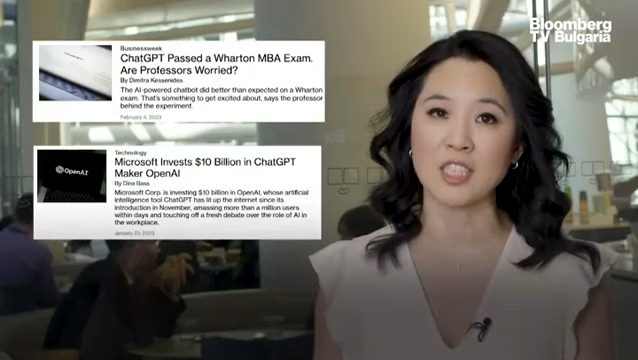 Bloomberg
TV Bulgaria
Businessweek
ChatGPT Passed a Wharton MBA Exam.
Are Professors Worried?
By Dimitra Kessenides
The AI-powered chatbot did better than expected on a Wharton
exam. That's something to get excited about, says the professor
behind the experiment.
February 4, 2023
Technology
Microsoft Invests $10 Billion in ChatGPT
Maker OpenAI
By Dina Bass
Microsoft Corp. is investing $10 billion in OpenAI, whose artificial
intelligence tool ChatGPT has lit up the internet since its
introduction in November, amassing more than a million users
within days and touching off a fresh debate over the role of AI in
the workplace.
January 23, 2023
OpenAI